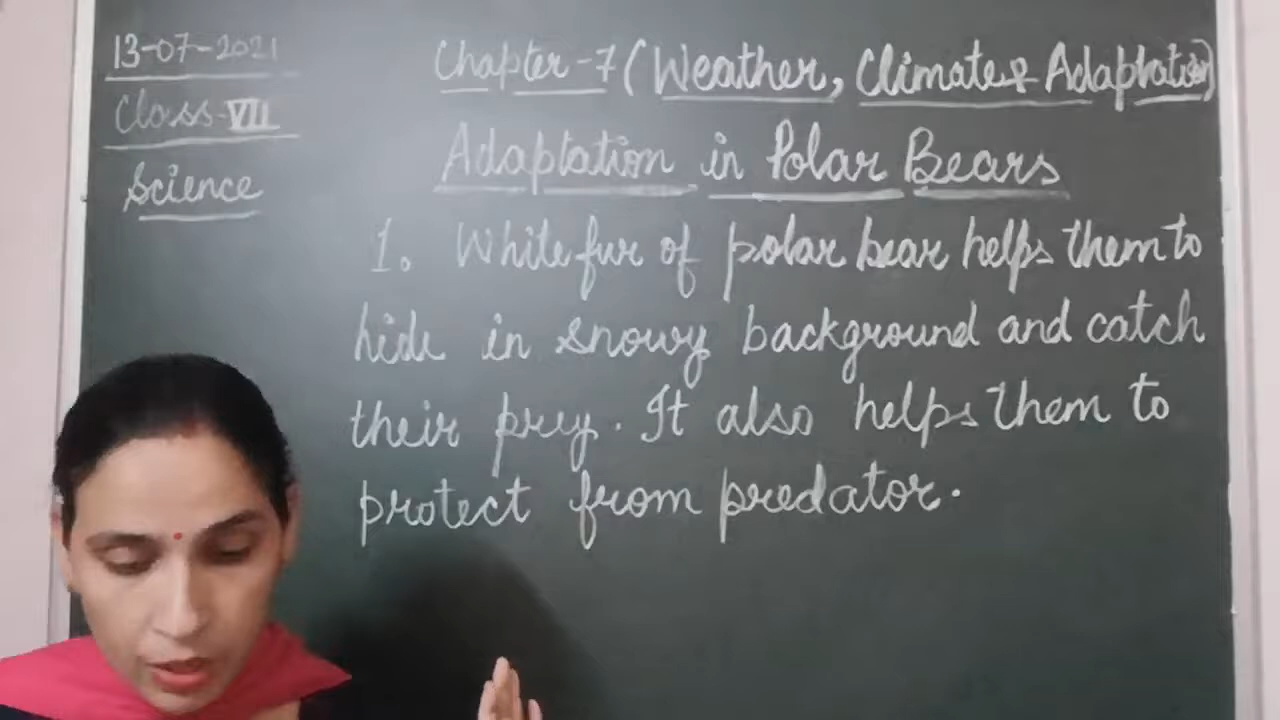 13-07-2021
Class-VII
Science
Chapter-7 (Weather, Climate & Adaptation)
Adaptation in Polar Bears
1. White fur of polar bear helps them to
hide in snowy background and catch
their prey. It also helps them to
protect from predator.